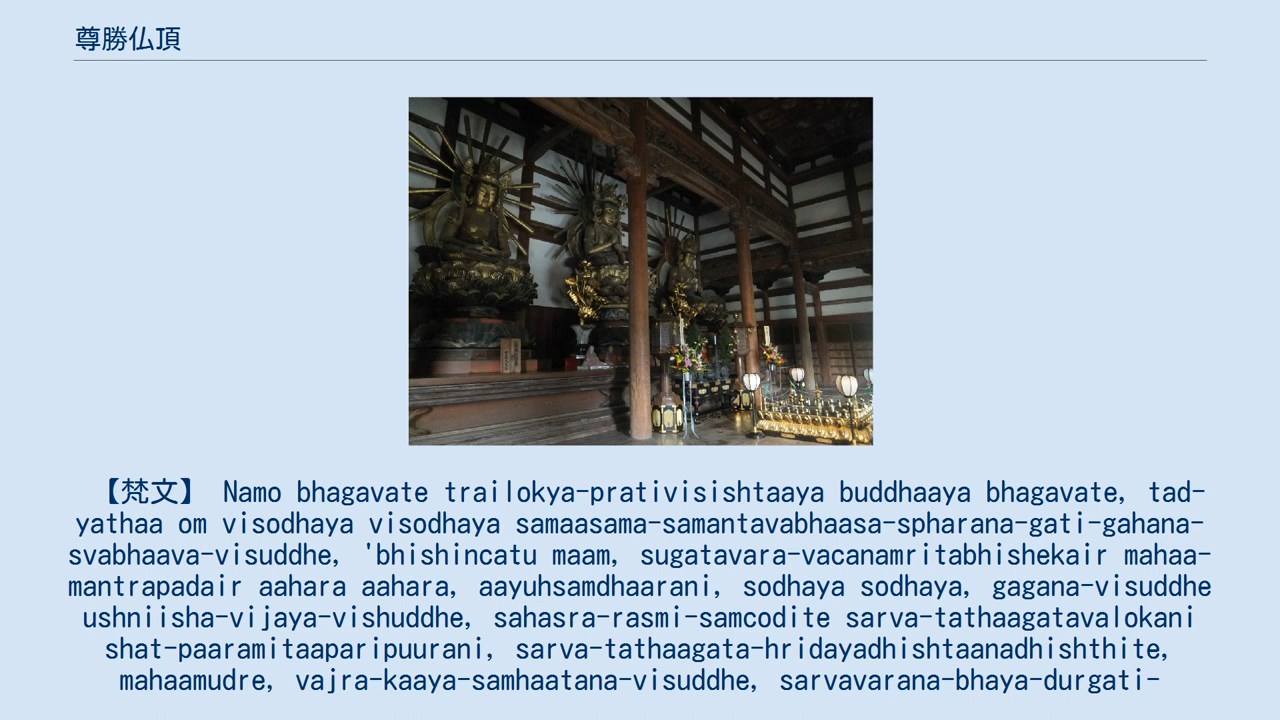 尊勝仏頂
【梵文】 Namo bhagavate trailokya-prativisishtaaya buddhaaya bhagavate, tad-
yathaa om visodhaya visodhaya samaasama-samantavabhaasa-spharana-gati-gahana-
svabhaava-visuddhe, 'bhishincatu maam, sugatavara-vacanamritabhishekair mahaa-
mantrapadair aahara aahara, aayuhsamdhaarani, sodhaya sodhaya, gagana-visuddhe
ushniisha-vijaya-vishuddhe, sahasra-rasmi-samcodite sarva-tathaagatavalokani
shat-paaramitaaparipuurani, sarva-tathaagata-hridayadhishtaanadhishthite,
mahaamudre, vajra-kaaya-samhaatana-visuddhe, sarvavarana-bhaya-durgati-